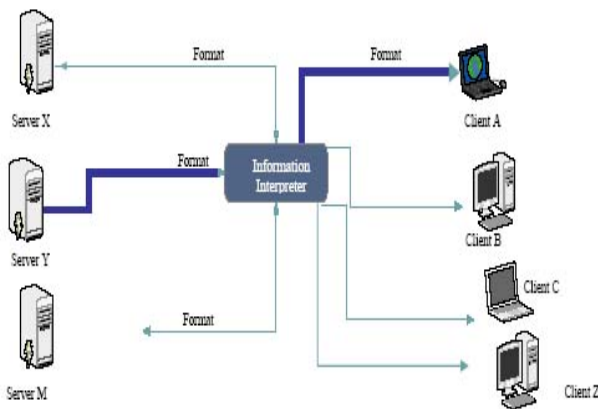 Format
Format
Server X
Client A
Format
Information
Interpreter
Server Y
Client B
Client C
Format
Server M
Client Z